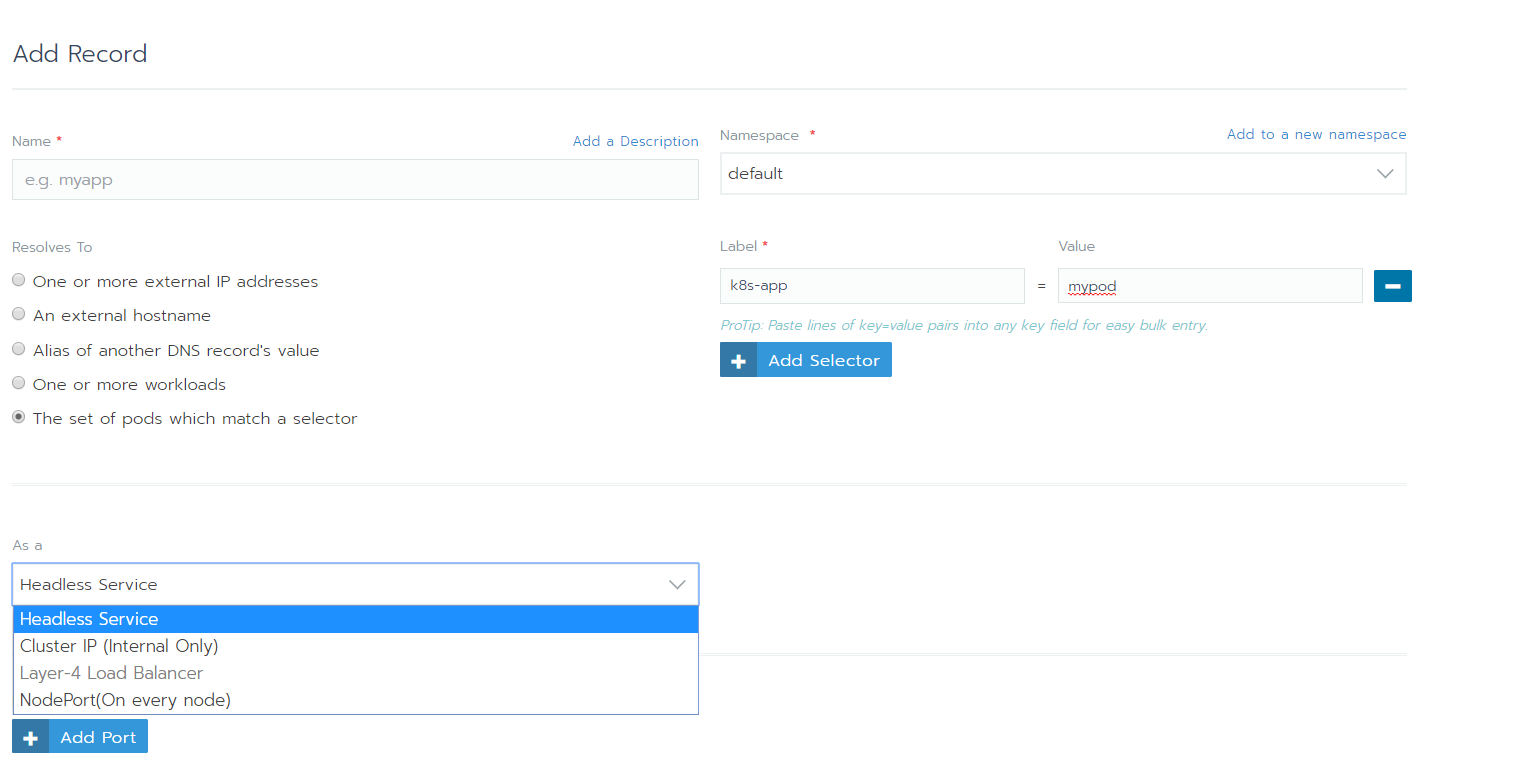 Add Record
Name *
Add a Description
Namespace *
Add to a new namespace
e.g. myapp
default
Resolves To
One or more external IP addresses
An external hostname
Alias of another DNS record's value
One or more workloads
The set of pods which match a selector
Label *
Value
k8s-app
=
mypod
ProTip: Paste lines of key=value pairs into any key field for easy bulk entry.
Add Selector
As a
Headless Service
Headless Service
Cluster IP (Internal Only)
Layer-4 Load Balancer
NodePort(On every node)
Add Port